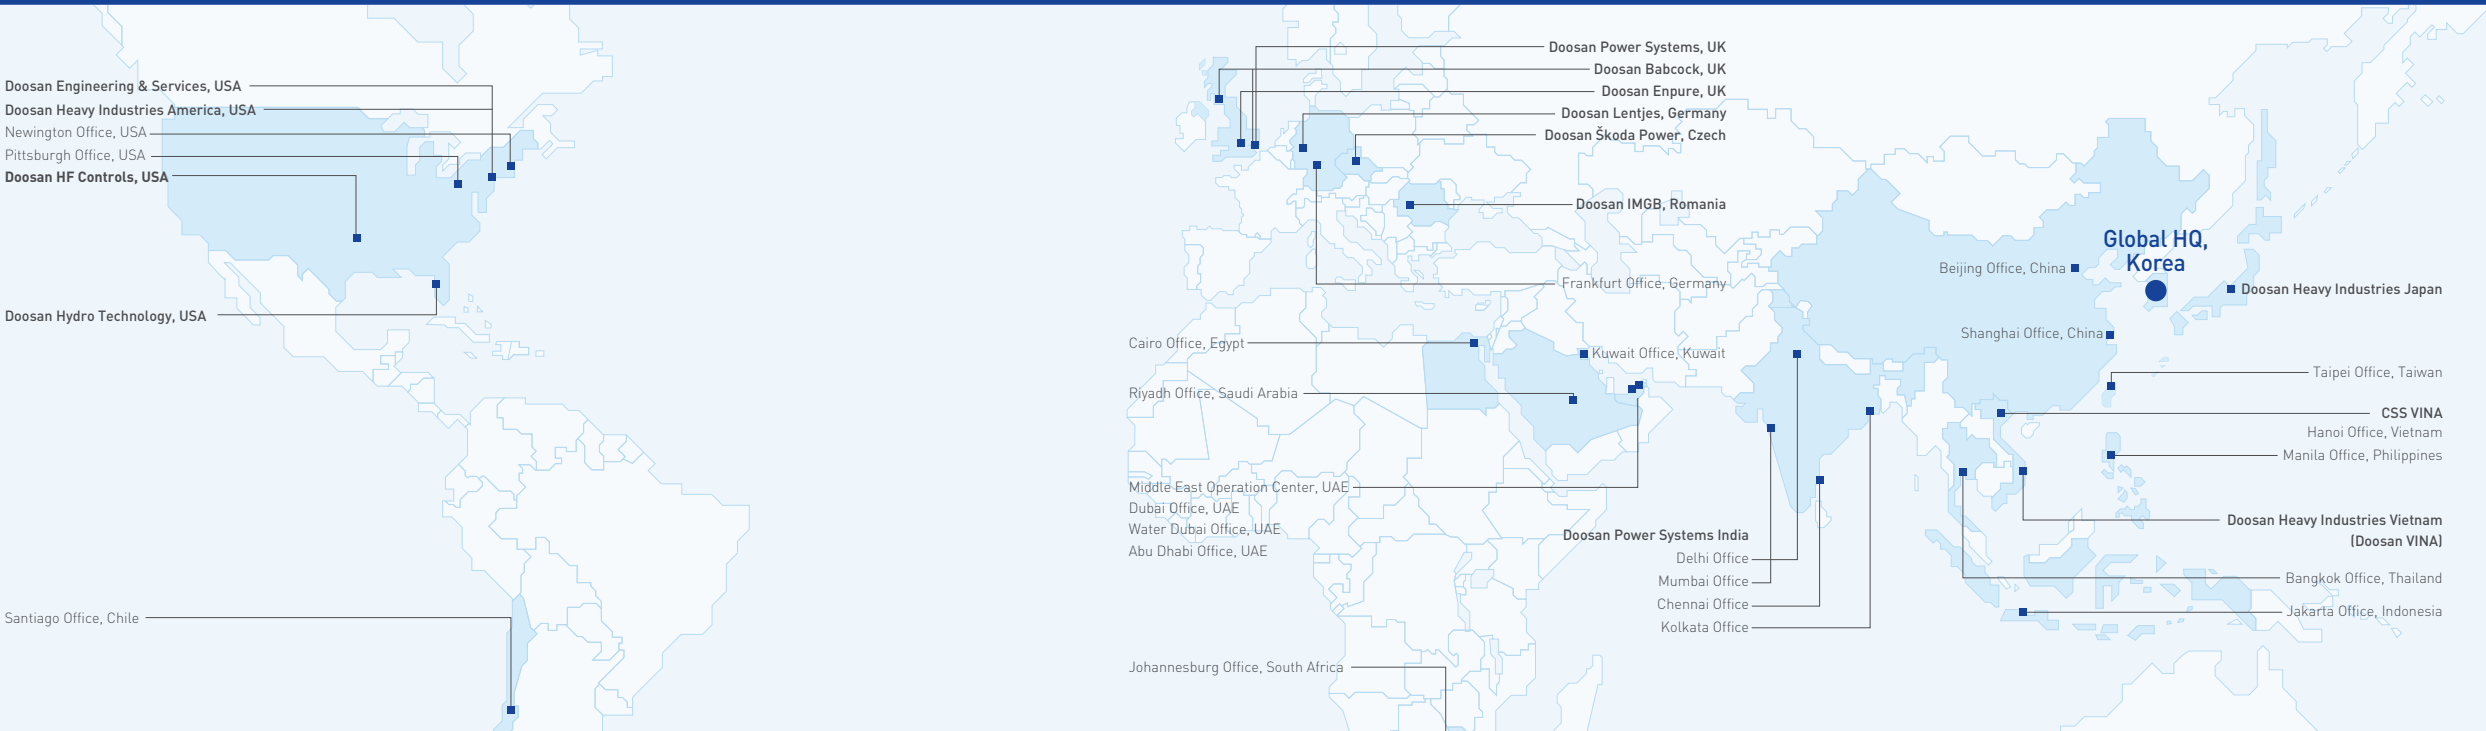 Doosan Engineering & Services, USA
Doosan Heavy Industries America, USA
Newington Office, USA
Pittsburgh Office, USA
Doosan HF Controls, USA
Doosan Hydro Technology, USA
Santiago Office, Chile
Doosan Power Systems, UK
Doosan Babcock, UK
Doosan Enpure, UK
Doosan Lentjes, Germany
Doosan Škoda Power, Czech
Doosan IMGB, Romania
Frankfurt Office, Germany
Cairo Office, Egypt
Kuwait Office, Kuwait
Riyadh Office, Saudi Arabia
Middle East Operation Center, UAE
Dubai Office, UAE
Water Dubai Office, UAE
Abu Dhabi Office, UAE
Doosan Power Systems India
Delhi Office
Mumbai Office
Chennai Office
Kolkata Office
Johannesburg Office, South Africa
Global HQ,
Korea
Beijing Office, China
Doosan Heavy Industries Japan
Shanghai Office, China
Taipei Office, Taiwan
CSS VINA
Hanoi Office, Vietnam
Manila Office, Philippines
Doosan Heavy Industries Vietnam
(Doosan VINA)
Bangkok Office, Thailand
Jakarta Office, Indonesia